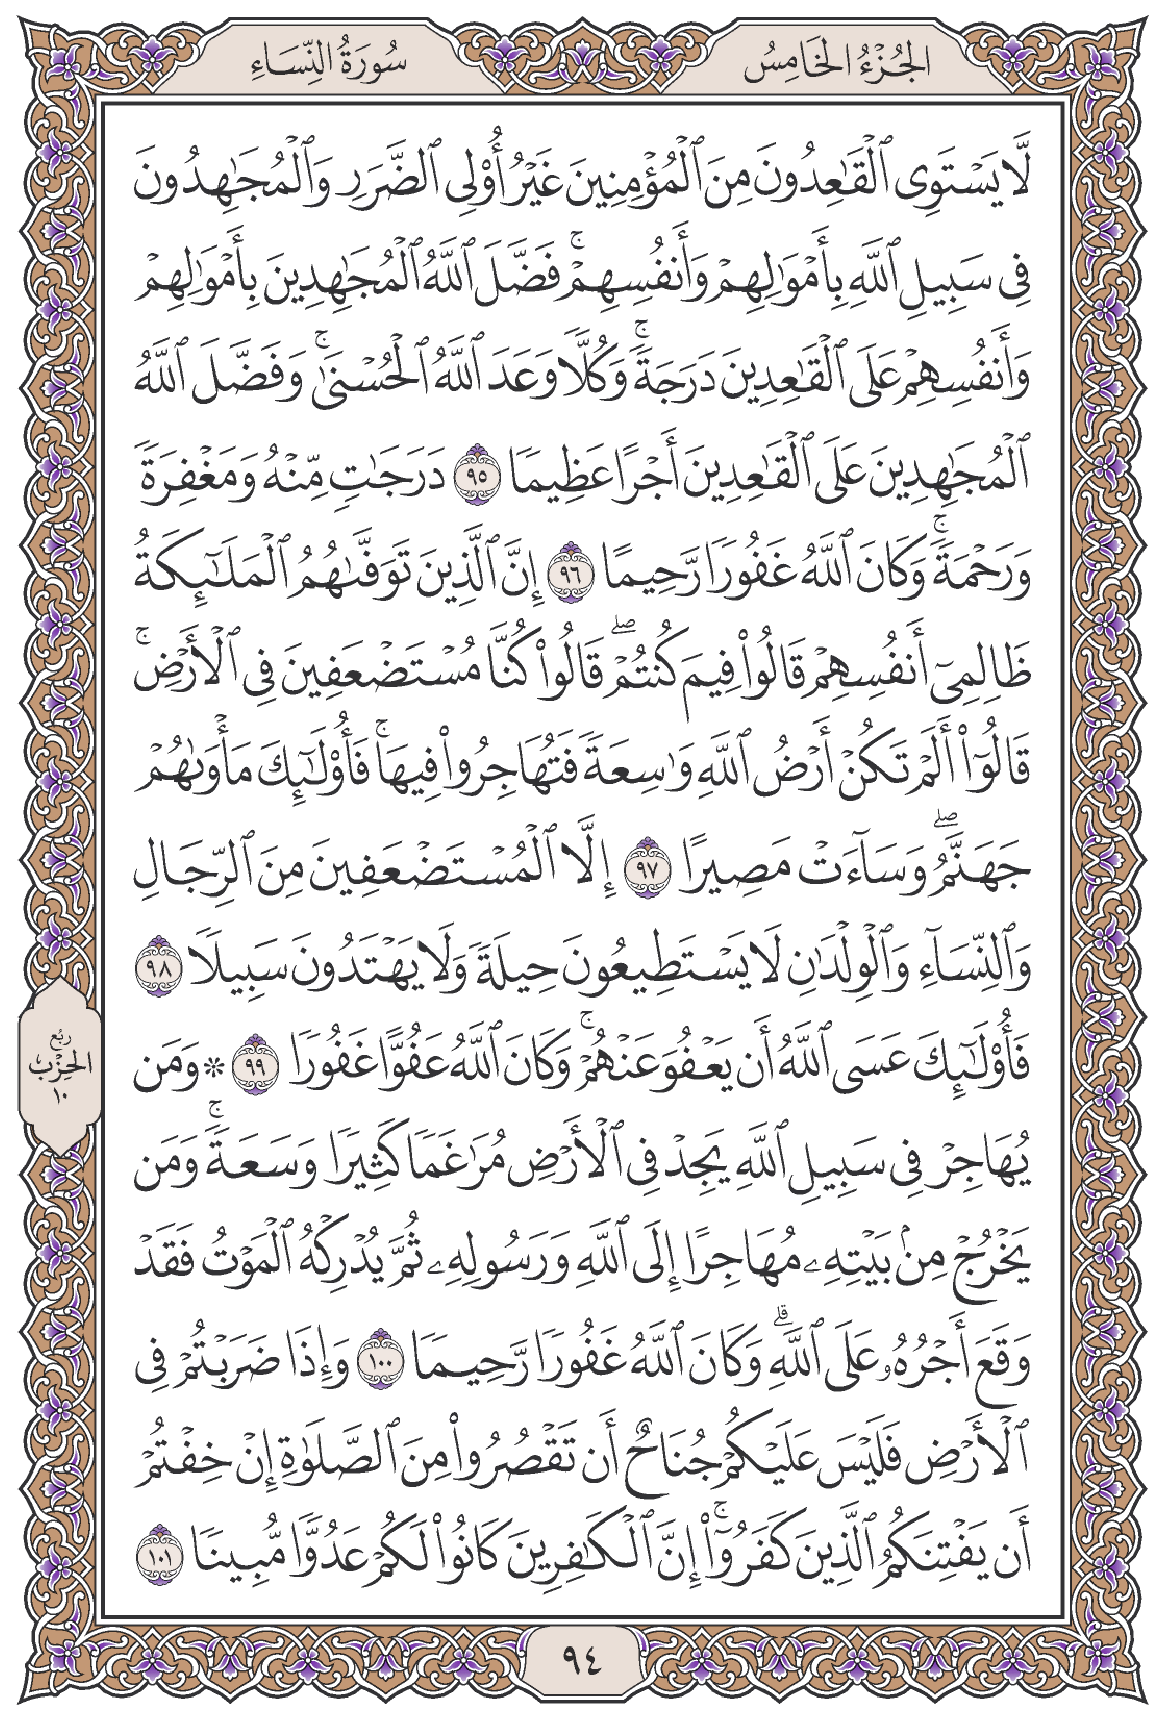 الجُزْءُ الخَامِسُ
سُورَةُ النِّسَاءِ
لَّا يَسْتَوِى ٱلْقَٰعِدُونَ مِنَ ٱلْمُؤْمِنِينَ غَيْرُ أُو۟لِى ٱلضَّرَرِ وَٱلْمُجَٰهِدُونَ
فِى سَبِيلِ ٱللَّهِ بِأَمْوَٰلِهِمْ وَأَنفُسِهِمْ ۚ فَضَّلَ ٱللَّهُ ٱلْمُجَٰهِدِينَ بِأَمْوَٰلِهِمْ
وَأَنفُسِهِمْ عَلَى ٱلْقَٰعِدِينَ دَرَجَةً ۚ وَكُلًّا وَعَدَ ٱللَّهُ ٱلْحُسْنَىٰ ۚ وَفَضَّلَ ٱللَّهُ
ٱلْمُجَٰهِدِينَ عَلَى ٱلْقَٰعِدِينَ أَجْرًا عَظِيمًا ٩٥ دَرَجَٰتٍ مِّنْهُ وَمَغْفِرَةً
وَرَحْمَةً ۚ وَكَانَ ٱللَّهُ غَفُورًا رَّحِيمًا ٩٦ إِنَّ ٱلَّذِينَ تَوَفَّىٰهُمُ ٱلْمَلَٰٓئِكَةُ
ظَالِمِىٓ أَنفُسِهِمْ قَالُوا۟ فِيمَ كُنتُمْ ۖ قَالُوا۟ كُنَّا مُسْتَضْعَفِينَ فِى ٱلْأَرْضِ ۚ
قَالُوٓا۟ أَلَمْ تَكُنْ أَرْضُ ٱللَّهِ وَٰسِعَةً فَتُهَاجِرُوا۟ فِيهَا ۚ فَأُو۟لَٰٓئِكَ مَأْوَىٰهُمْ
جَهَنَّمُ ۖ وَسَآءَتْ مَصِيرًا ٩٧ إِلَّا ٱلْمُسْتَضْعَفِينَ مِنَ ٱلرِّجَالِ
وَٱلنِّسَآءِ وَٱلْوِلْدَٰنِ لَا يَسْتَطِيعُونَ حِيلَةً وَلَا يَهْتَدُونَ سَبِيلًا ٩٨
فَأُو۟لَٰٓئِكَ عَسَى ٱللَّهُ أَن يَعْفُوَ عَنْهُمْ ۚ وَكَانَ ٱللَّهُ عَفُوًّا غَفُورًا ٩٩ ۞ وَمَن
رُبُع
الحِزْب
١٠
يُهَاجِرْ فِى سَبِيلِ ٱللَّهِ يَجِدْ فِى ٱلْأَرْضِ مُرَٰغَمًا كَثِيرًا وَسَعَةً ۚ وَمَن
يَخْرُجْ مِنۢ بَيْتِهِۦ مُهَاجِرًا إِلَى ٱللَّهِ وَرَسُولِهِۦ ثُمَّ يُدْرِكْهُ ٱلْمَوْتُ فَقَدْ
وَقَعَ أَجْرُهُۥ عَلَى ٱللَّهِ ۗ وَكَانَ ٱللَّهُ غَفُورًا رَّحِيمًا ١٠٠ وَإِذَا ضَرَبْتُمْ فِى
ٱلْأَرْضِ فَلَيْسَ عَلَيْكُمْ جُنَاحٌ أَن تَقْصُرُوا۟ مِنَ ٱلصَّلَوٰةِ إِنْ خِفْتُمْ
أَن يَفْتِنَكُمُ ٱلَّذِينَ كَفَرُوٓا۟ ۚ إِنَّ ٱلْكَٰفِرِينَ كَانُوا۟ لَكُمْ عَدُوًّا مُّبِينًا ١٠١
٩٤